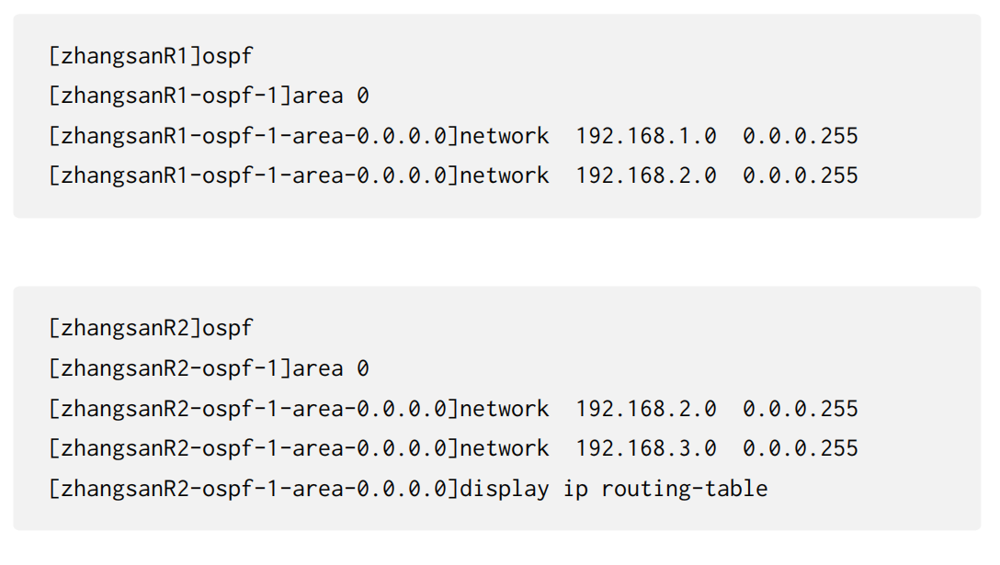 [zhangsanR1]ospf
[zhangsanR1-ospf-1]area 0
[zhangsanR1-ospf-1-area-0.0.0.0]network  192.168.1.0  0.0.0.255
[zhangsanR1-ospf-1-area-0.0.0.0]network  192.168.2.0  0.0.0.255
[zhangsanR2]ospf
[zhangsanR2-ospf-1]area 0
[zhangsanR2-ospf-1-area-0.0.0.0]network  192.168.2.0  0.0.0.255
[zhangsanR2-ospf-1-area-0.0.0.0]network  192.168.3.0  0.0.0.255
[zhangsanR2-ospf-1-area-0.0.0.0]display ip routing-table